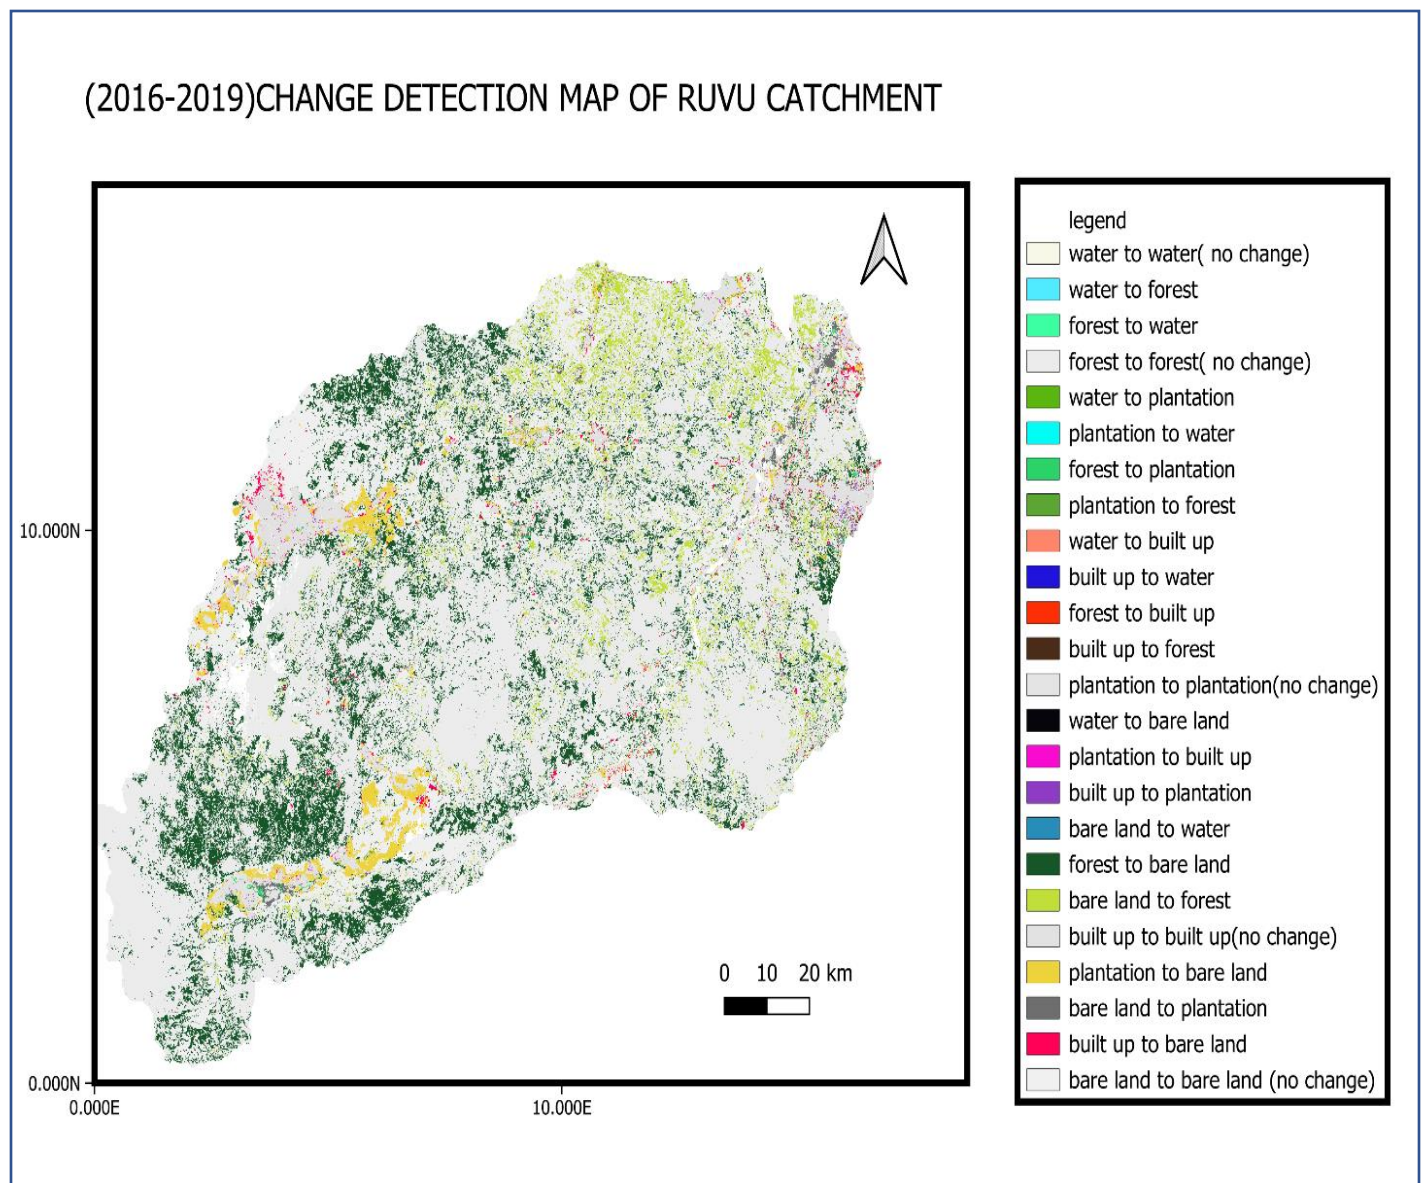 (2016-2019)CHANGE DETECTION MAP OF RUVU CATCHMENT
legend
water to water( no change)
water to forest
forest to water
forest to forest( no change)
water to plantation
plantation to water
forest to plantation
plantation to forest
water to built up
built up to water
forest to built up
built up to forest
plantation to plantation(no change)
water to bare land
plantation to built up
built up to plantation
bare land to water
forest to bare land
bare land to forest
built up to built up(no change)
plantation to bare land
bare land to plantation
built up to bare land
bare land to bare land (no change)
10.000N
0 10 20 km
0.000N
0.000E 10.000E